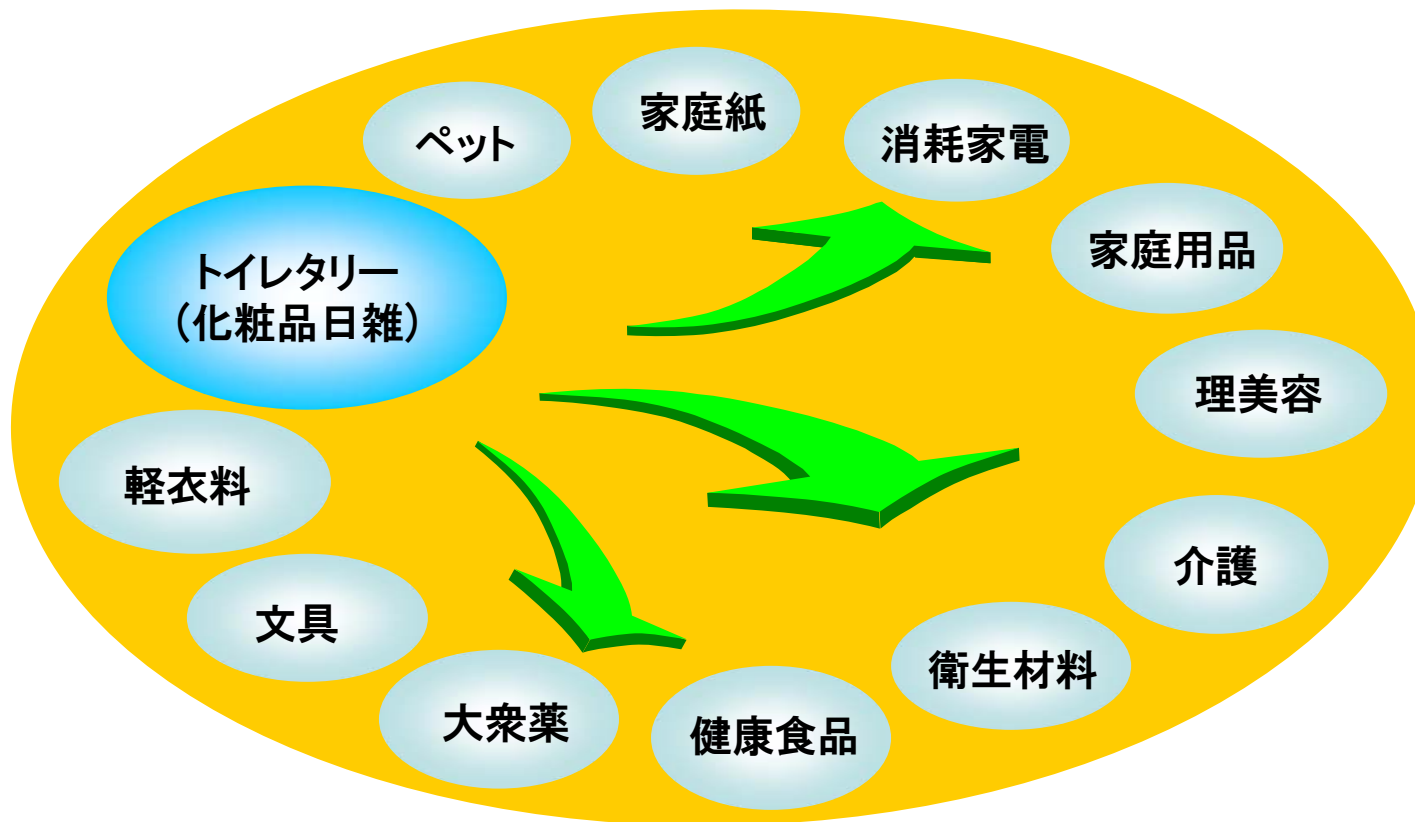 家庭紙
ペット
消耗家電
家庭用品
トイレタリー
（化粧品日雑）
理美容
軽衣料
介護
文具
衛生材料
大衆薬
健康食品